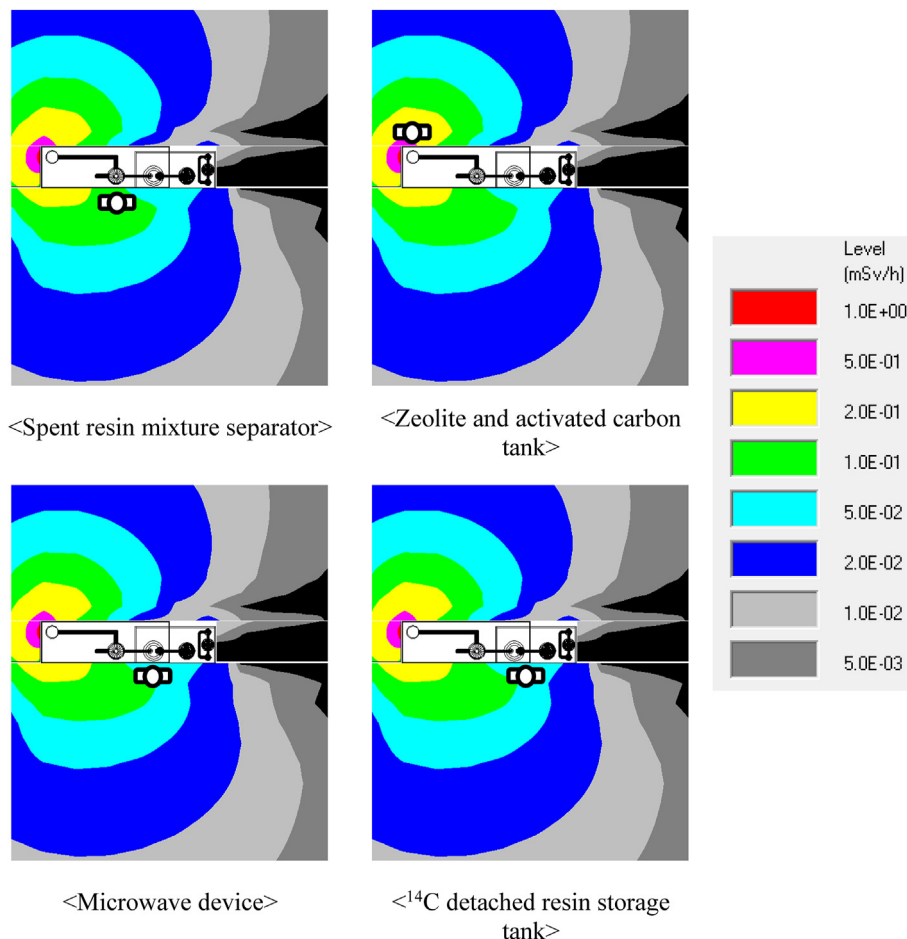 <Spent resin mixture separator>
<Zeolite and activated carbon
tank>
Level
(mSv/h)
1.0E+00
5.0E-01
2.0E-01
1.0E-01
5.0E-02
2.0E-02
1.0E-02
5.0E-03
<Microwave device>
<¹⁴C detached resin storage
tank>